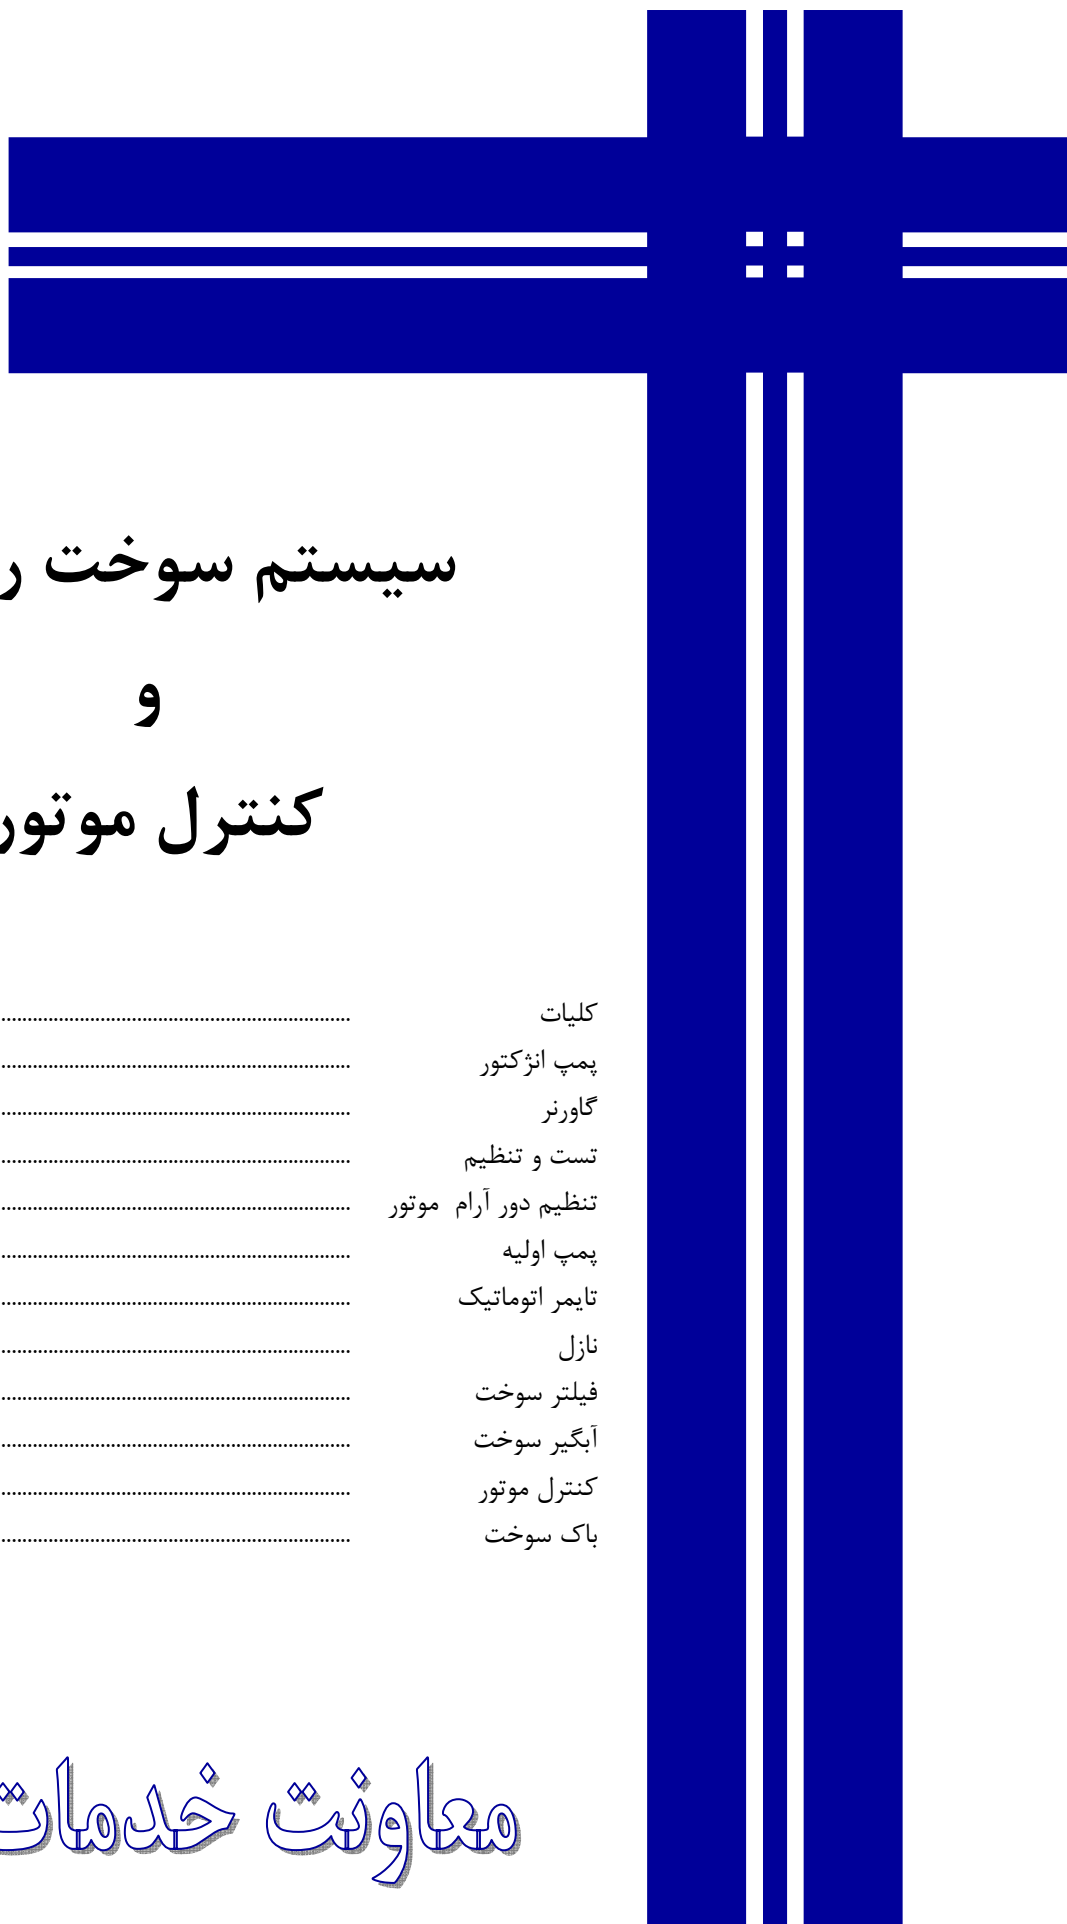 سیستم سوخت ر
و
کنترل موتور
کلیات ................................................................
پمپ انژکتور ................................................................
گاورنر ................................................................
تست و تنظیم ................................................................
تنظیم دور آرام موتور ................................................................
پمپ اولیه ................................................................
تایمر اتوماتیک ................................................................
نازل ................................................................
فیلتر سوخت ................................................................
آبگیر سوخت ................................................................
کنترل موتور ................................................................
باک سوخت ................................................................
معاونت خدمات